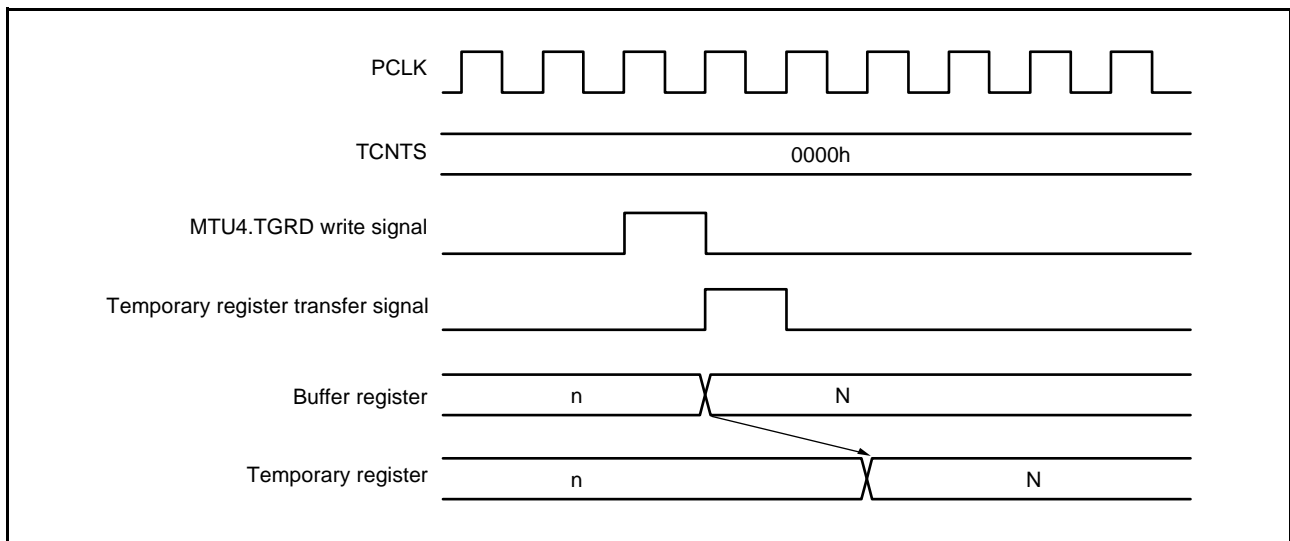 PCLK
TCNTS
0000h
MTU4.TGRD write signal
Temporary register transfer signal
Buffer register
n
N
Temporary register
n
N